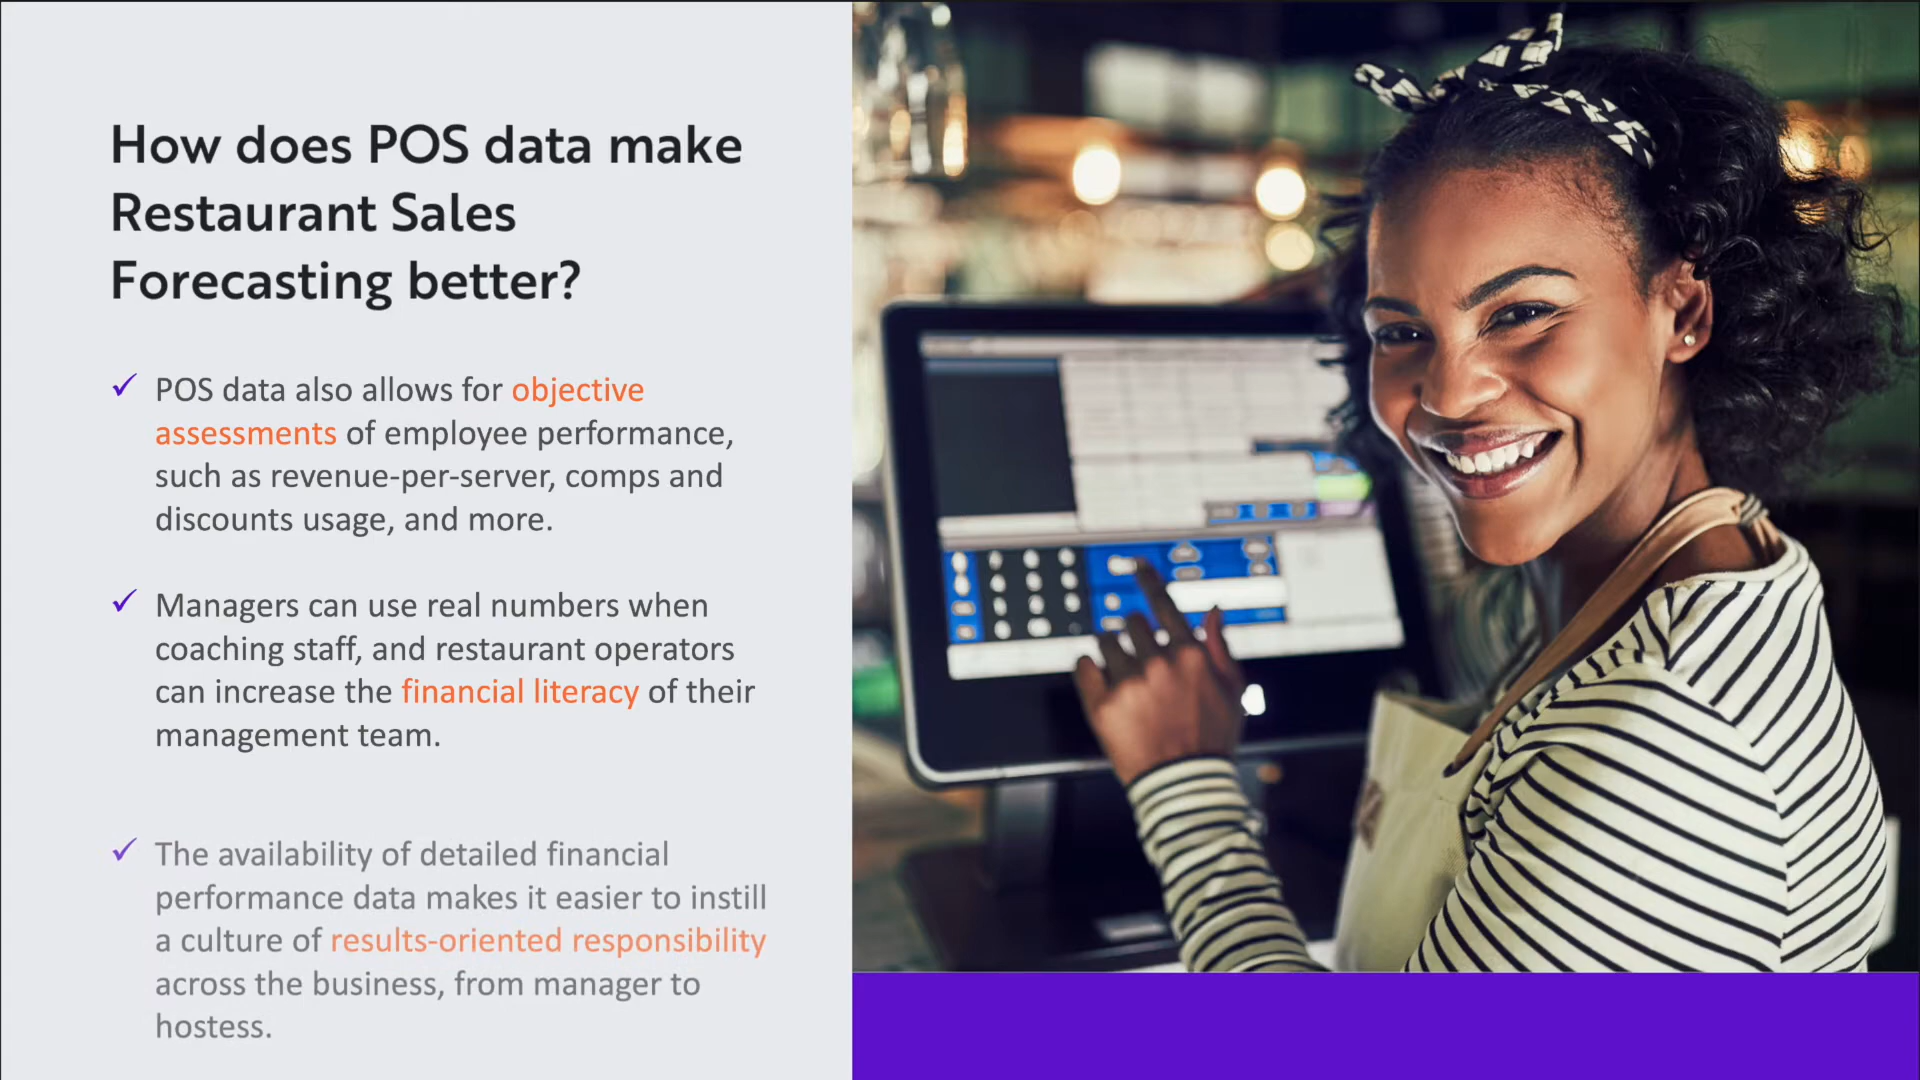 How does POS data make
Restaurant Sales
Forecasting better?
POS data also allows for objective
assessments of employee performance,
such as revenue-per-server, comps and
discounts usage, and more.
Managers can use real numbers when
coaching staff, and restaurant operators
can increase the financial literacy of their
management team.
The availability of detailed financial
performance data makes it easier to instill
a culture of results-oriented responsibility
across the business, from manager to
hostess.